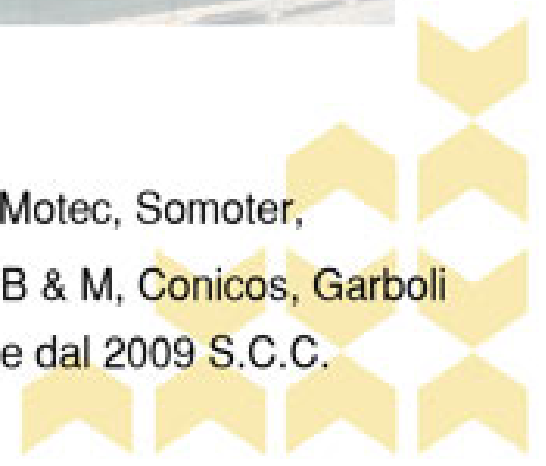 Motec, Somoter,
B & M, Conicos, Garboli
e dal 2009 S.C.C.